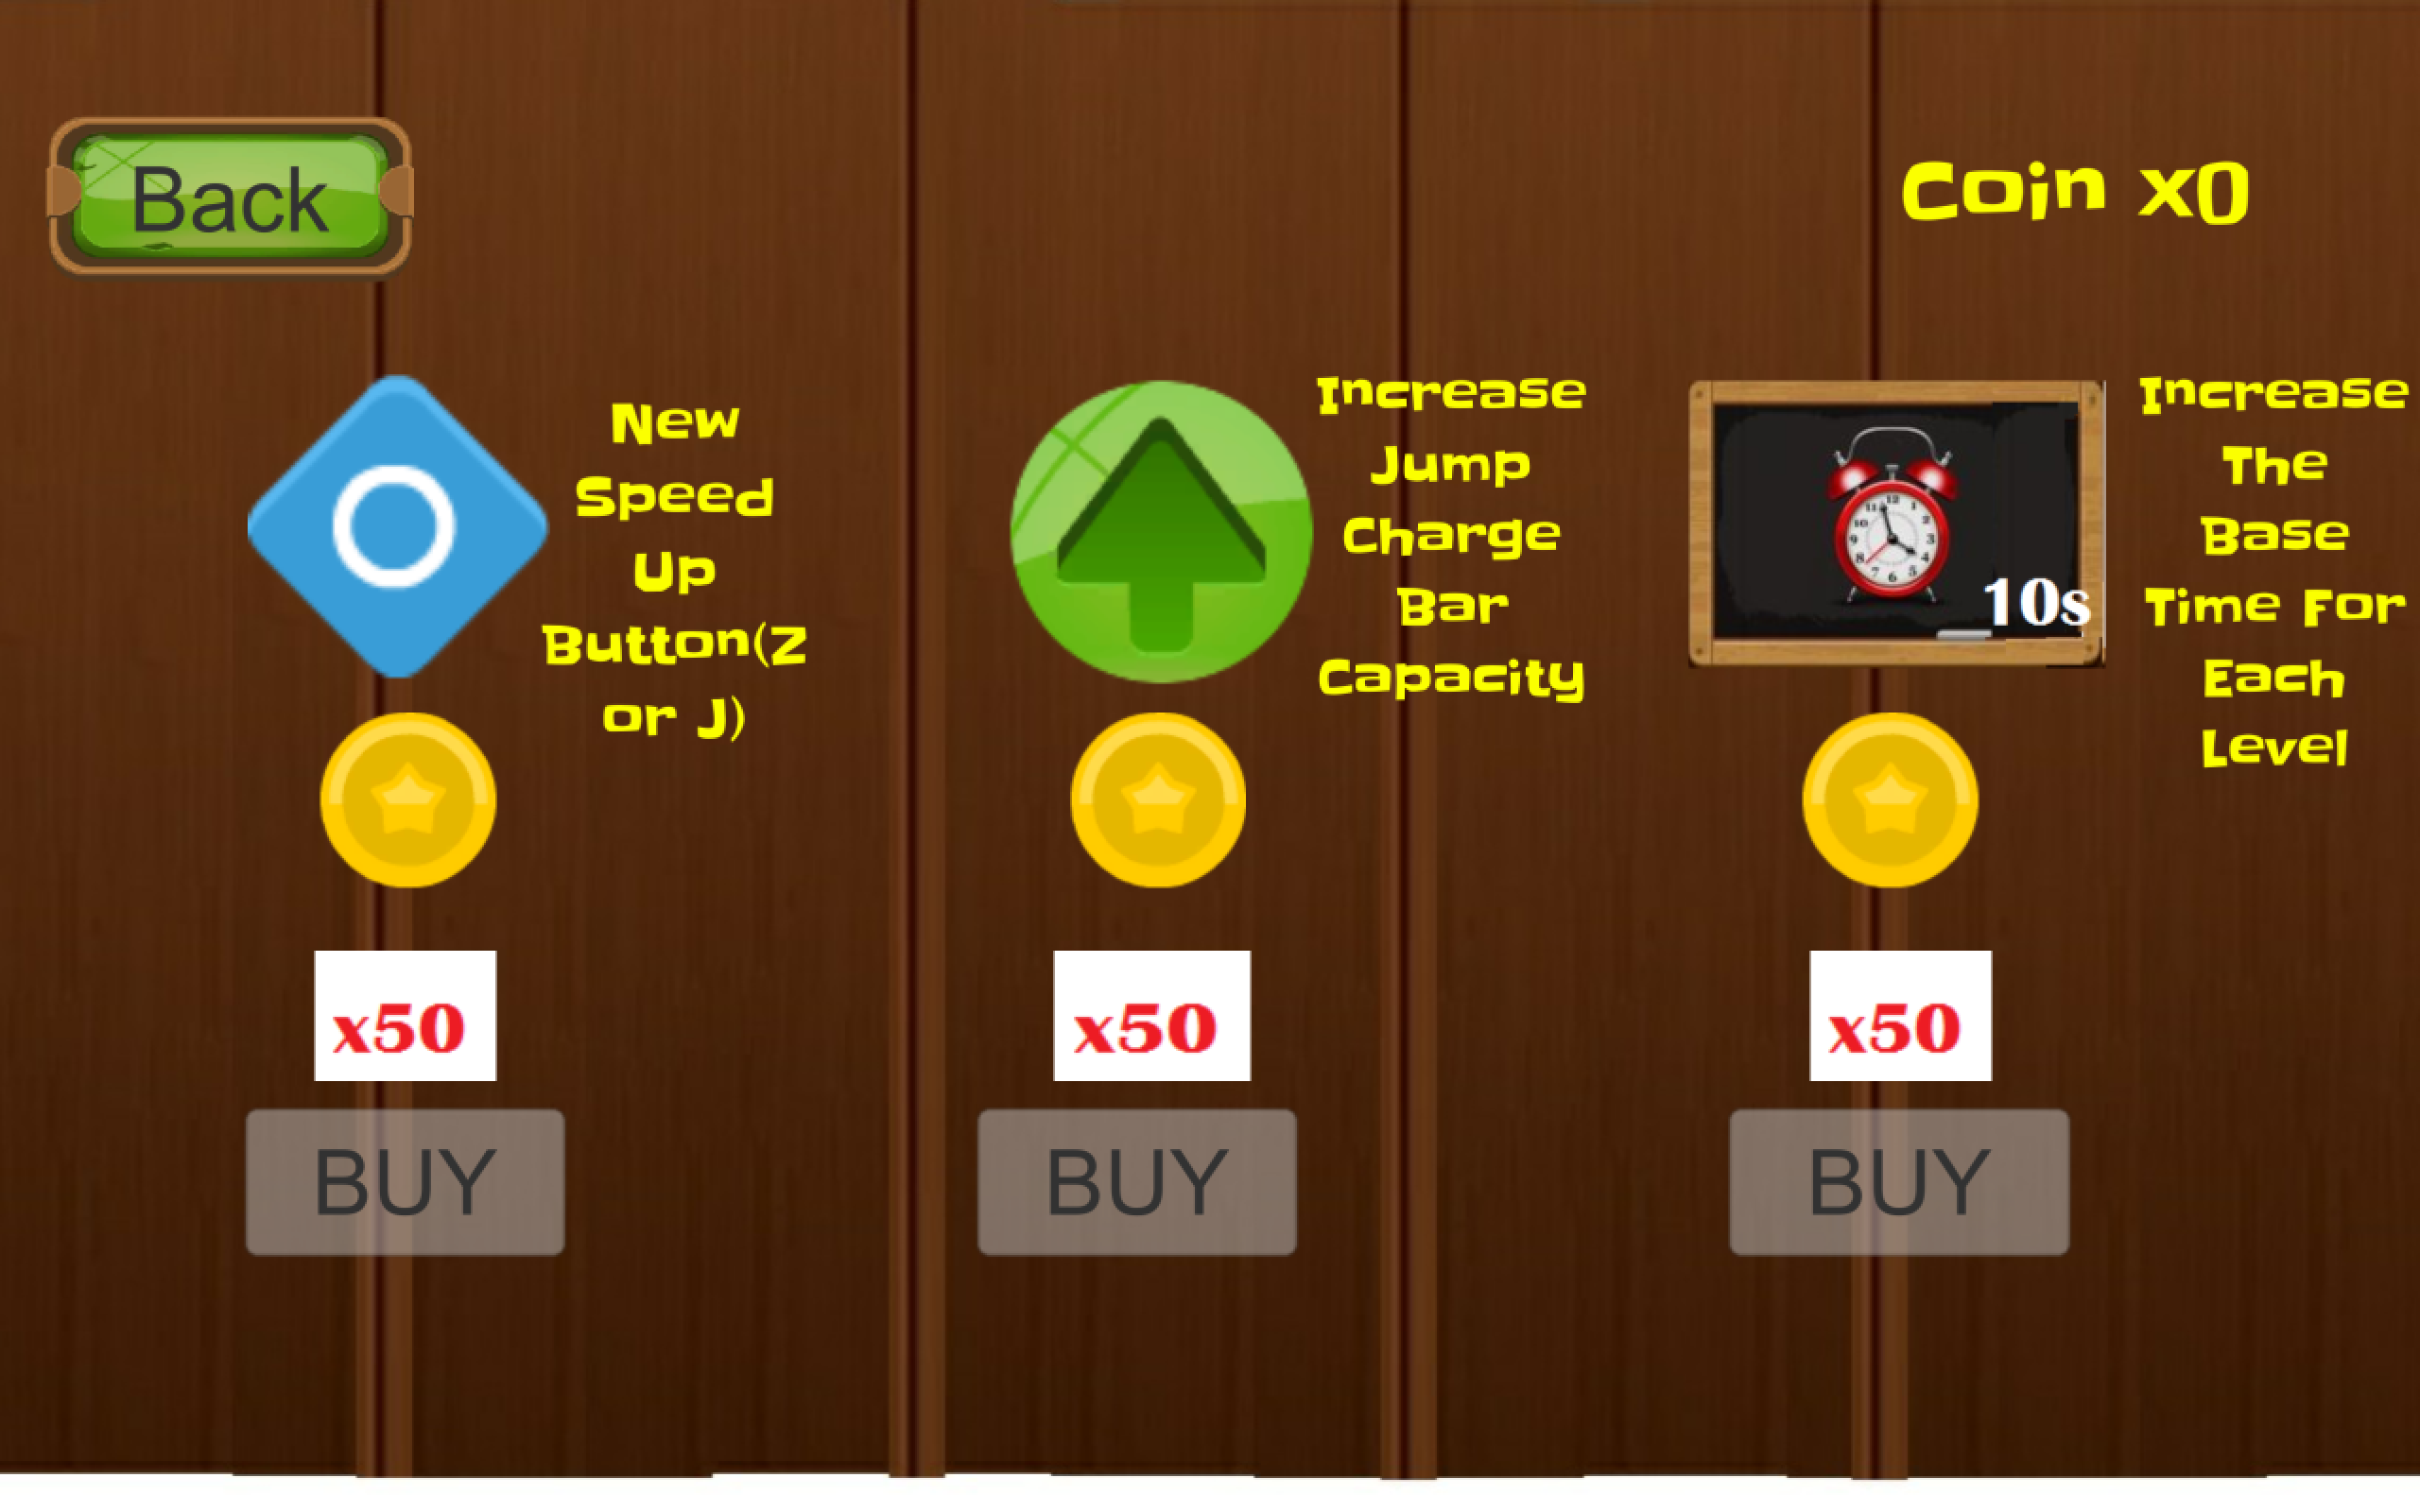 Back
Coin x0
New
Speed
Up
Button(Z
or J)
Increase
Jump
Charge
Bar
Capacity
10s
Increase
The
Base
Time For
Each
Level
x50
x50
x50
BUY
BUY
BUY